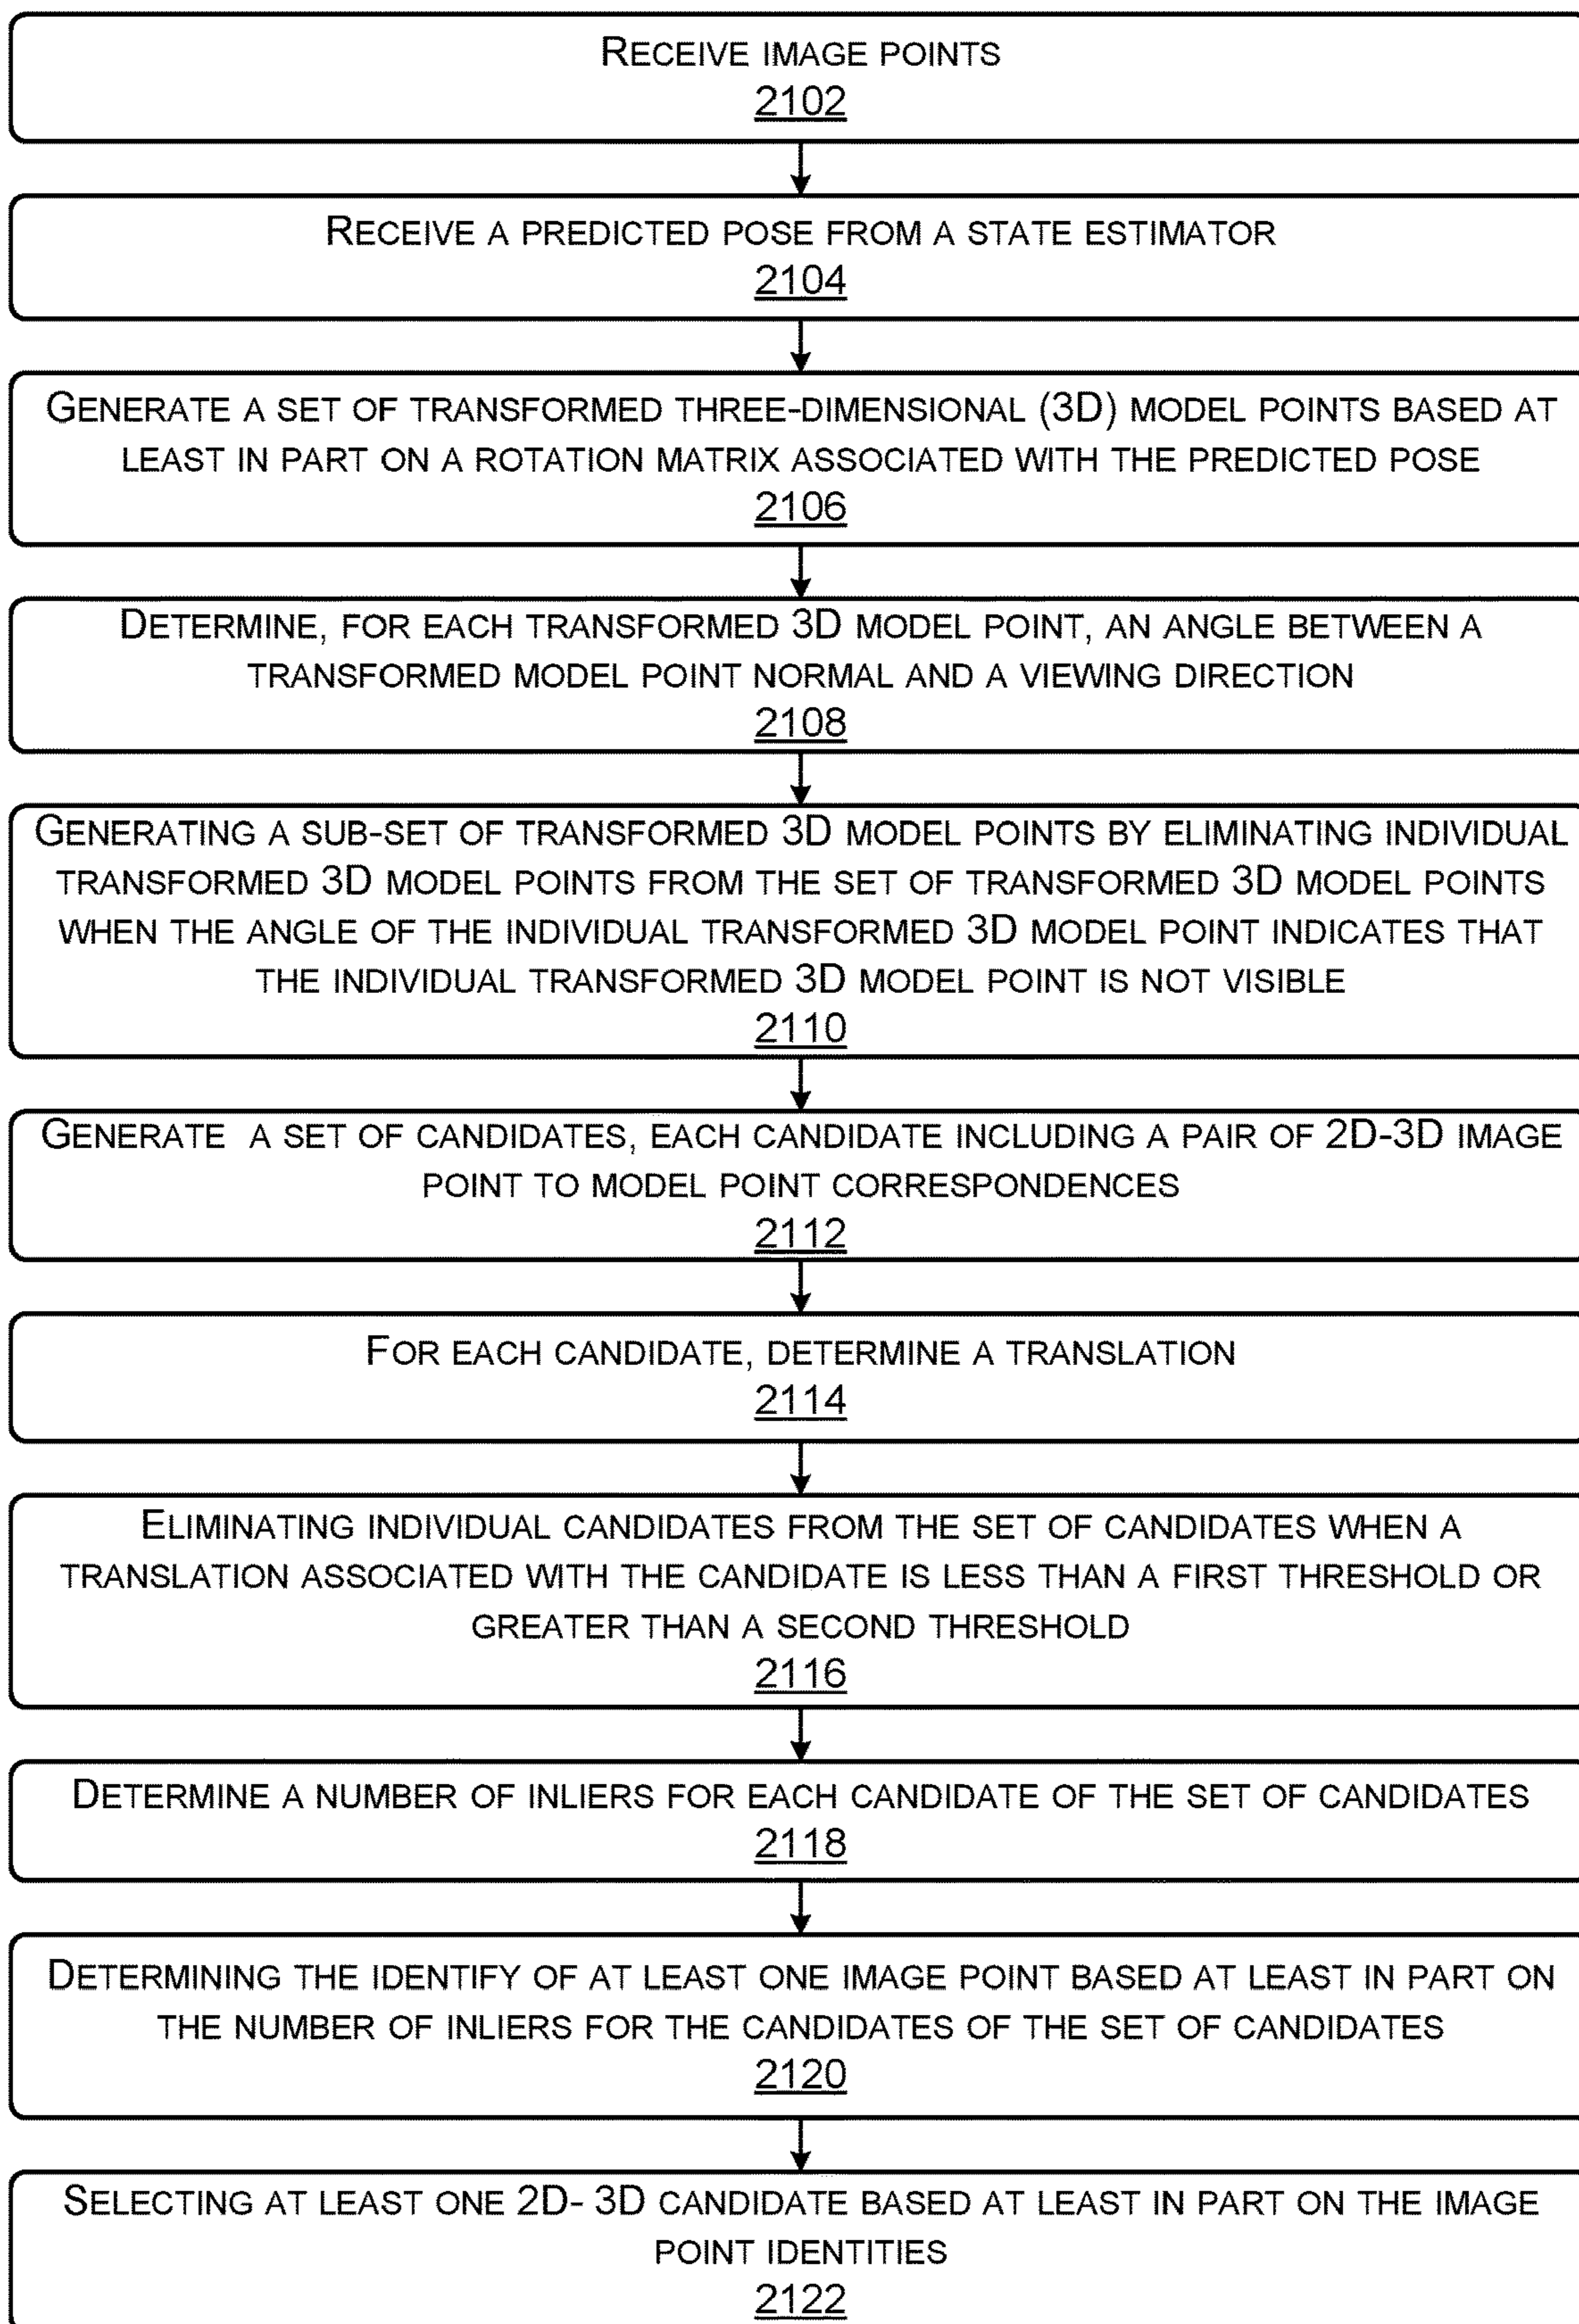 RECEIVE IMAGE POINTS
2102
RECEIVE A PREDICTED POSE FROM A STATE ESTIMATOR
2104
GENERATE A SET OF TRANSFORMED THREE-DIMENSIONAL (3D) MODEL POINTS BASED AT
LEAST IN PART ON A ROTATION MATRIX ASSOCIATED WITH THE PREDICTED POSE
2106
DETERMINE, FOR EACH TRANSFORMED 3D MODEL POINT, AN ANGLE BETWEEN A
TRANSFORMED MODEL POINT NORMAL AND A VIEWING DIRECTION
2108
GENERATING A SUB-SET OF TRANSFORMED 3D MODEL POINTS BY ELIMINATING INDIVIDUAL
TRANSFORMED 3D MODEL POINTS FROM THE SET OF TRANSFORMED 3D MODEL POINTS
WHEN THE ANGLE OF THE INDIVIDUAL TRANSFORMED 3D MODEL POINT INDICATES THAT
THE INDIVIDUAL TRANSFORMED 3D MODEL POINT IS NOT VISIBLE
2110
GENERATE A SET OF CANDIDATES, EACH CANDIDATE INCLUDING A PAIR OF 2D-3D IMAGE
POINT TO MODEL POINT CORRESPONDENCES
2112
FOR EACH CANDIDATE, DETERMINE A TRANSLATION
2114
ELIMINATING INDIVIDUAL CANDIDATES FROM THE SET OF CANDIDATES WHEN A
TRANSLATION ASSOCIATED WITH THE CANDIDATE IS LESS THAN A FIRST THRESHOLD OR
GREATER THAN A SECOND THRESHOLD
2116
DETERMINE A NUMBER OF INLIERS FOR EACH CANDIDATE OF THE SET OF CANDIDATES
2118
DETERMINING THE IDENTIFY OF AT LEAST ONE IMAGE POINT BASED AT LEAST IN PART ON
THE NUMBER OF INLIERS FOR THE CANDIDATES OF THE SET OF CANDIDATES
2120
SELECTING AT LEAST ONE 2D- 3D CANDIDATE BASED AT LEAST IN PART ON THE IMAGE
POINT IDENTITIES
2122